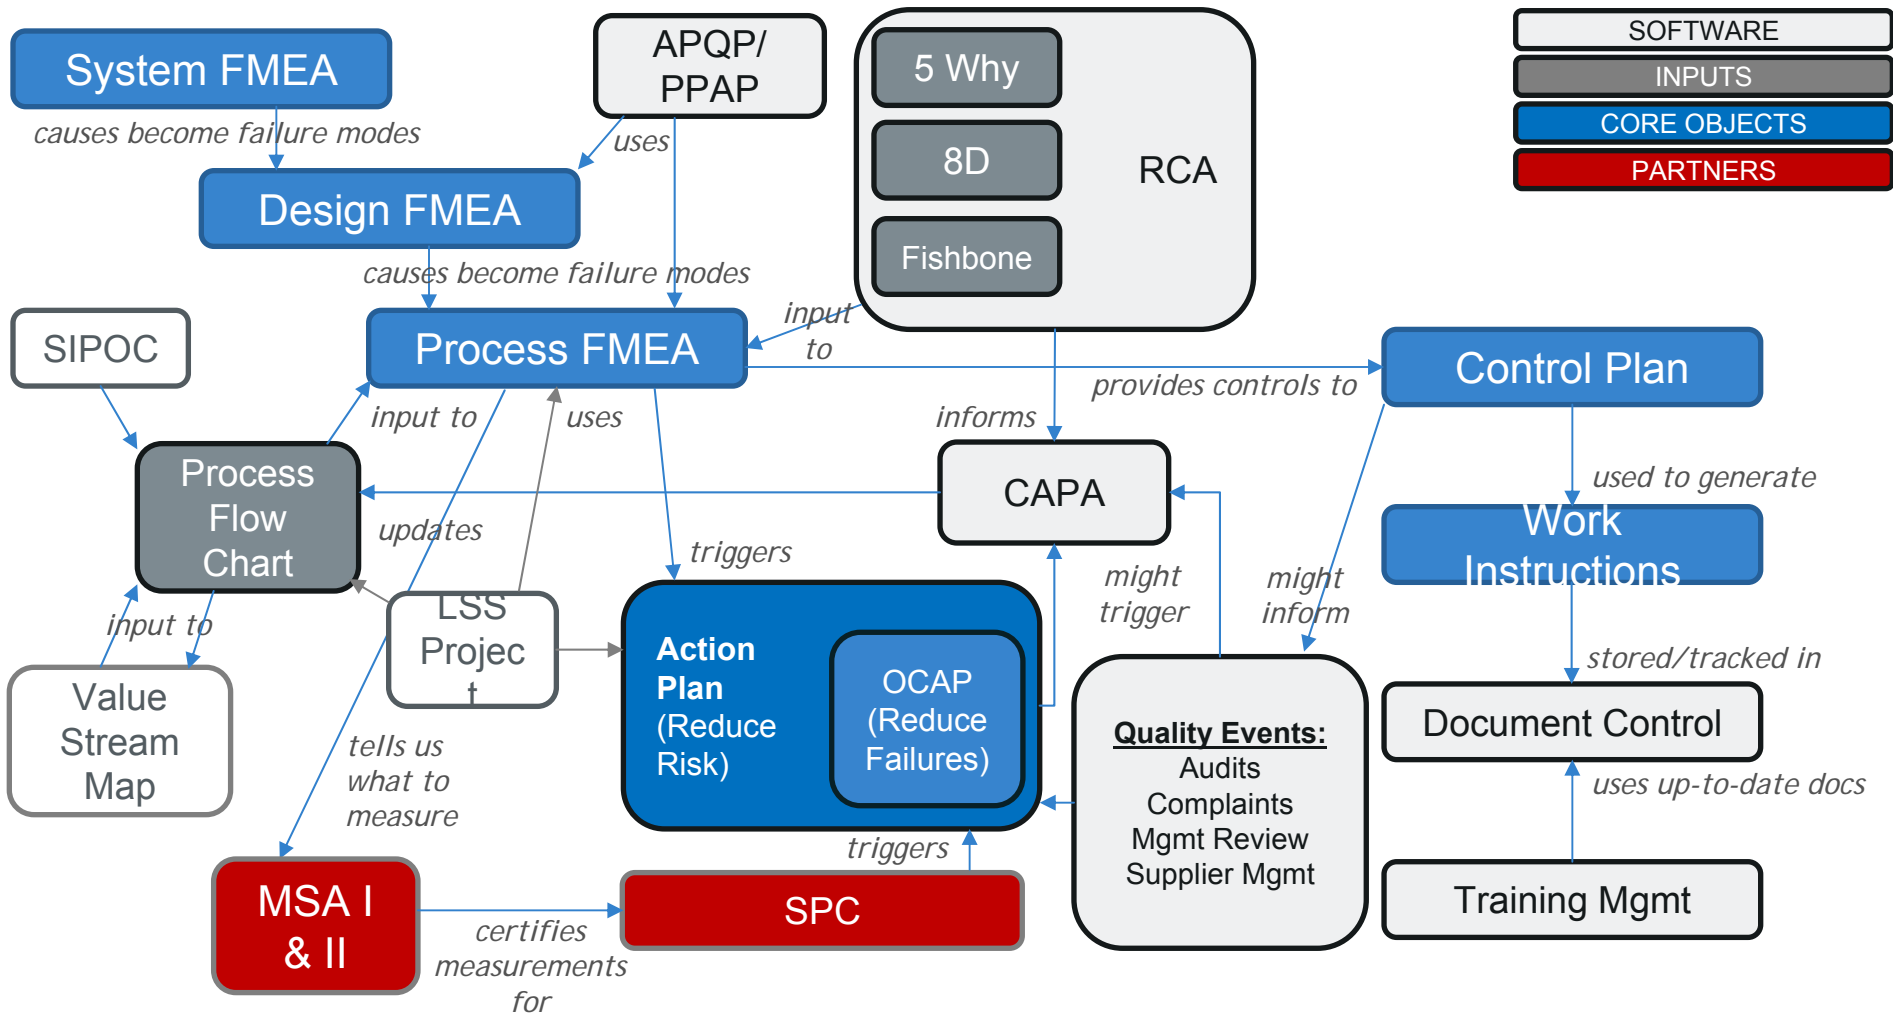 System FMEA
APQP/
PPAP
5 Why
8D
Fishbone
RCA
SOFTWARE
INPUTS
CORE OBJECTS
PARTNERS
causes become failure modes
uses
Design FMEA
causes become failure modes
SIPOC
Process FMEA
input
to
provides controls to
Control Plan
input to
uses
informs
Process
Flow
Chart
updates
triggers
CAPA
used to generate
Work
Instructions
might
trigger
might
inform
input to
LSS
Projec
t
Value
Stream
Map
Action
Plan
(Reduce
Risk)
OCAP
(Reduce
Failures)
stored/tracked in
Document Control
Quality Events:
Audits
Complaints
Mgmt Review
Supplier Mgmt
tells us
what to
measure
uses up-to-date docs
triggers
MSA I
& II
certifies
measurements
for
SPC
Training Mgmt